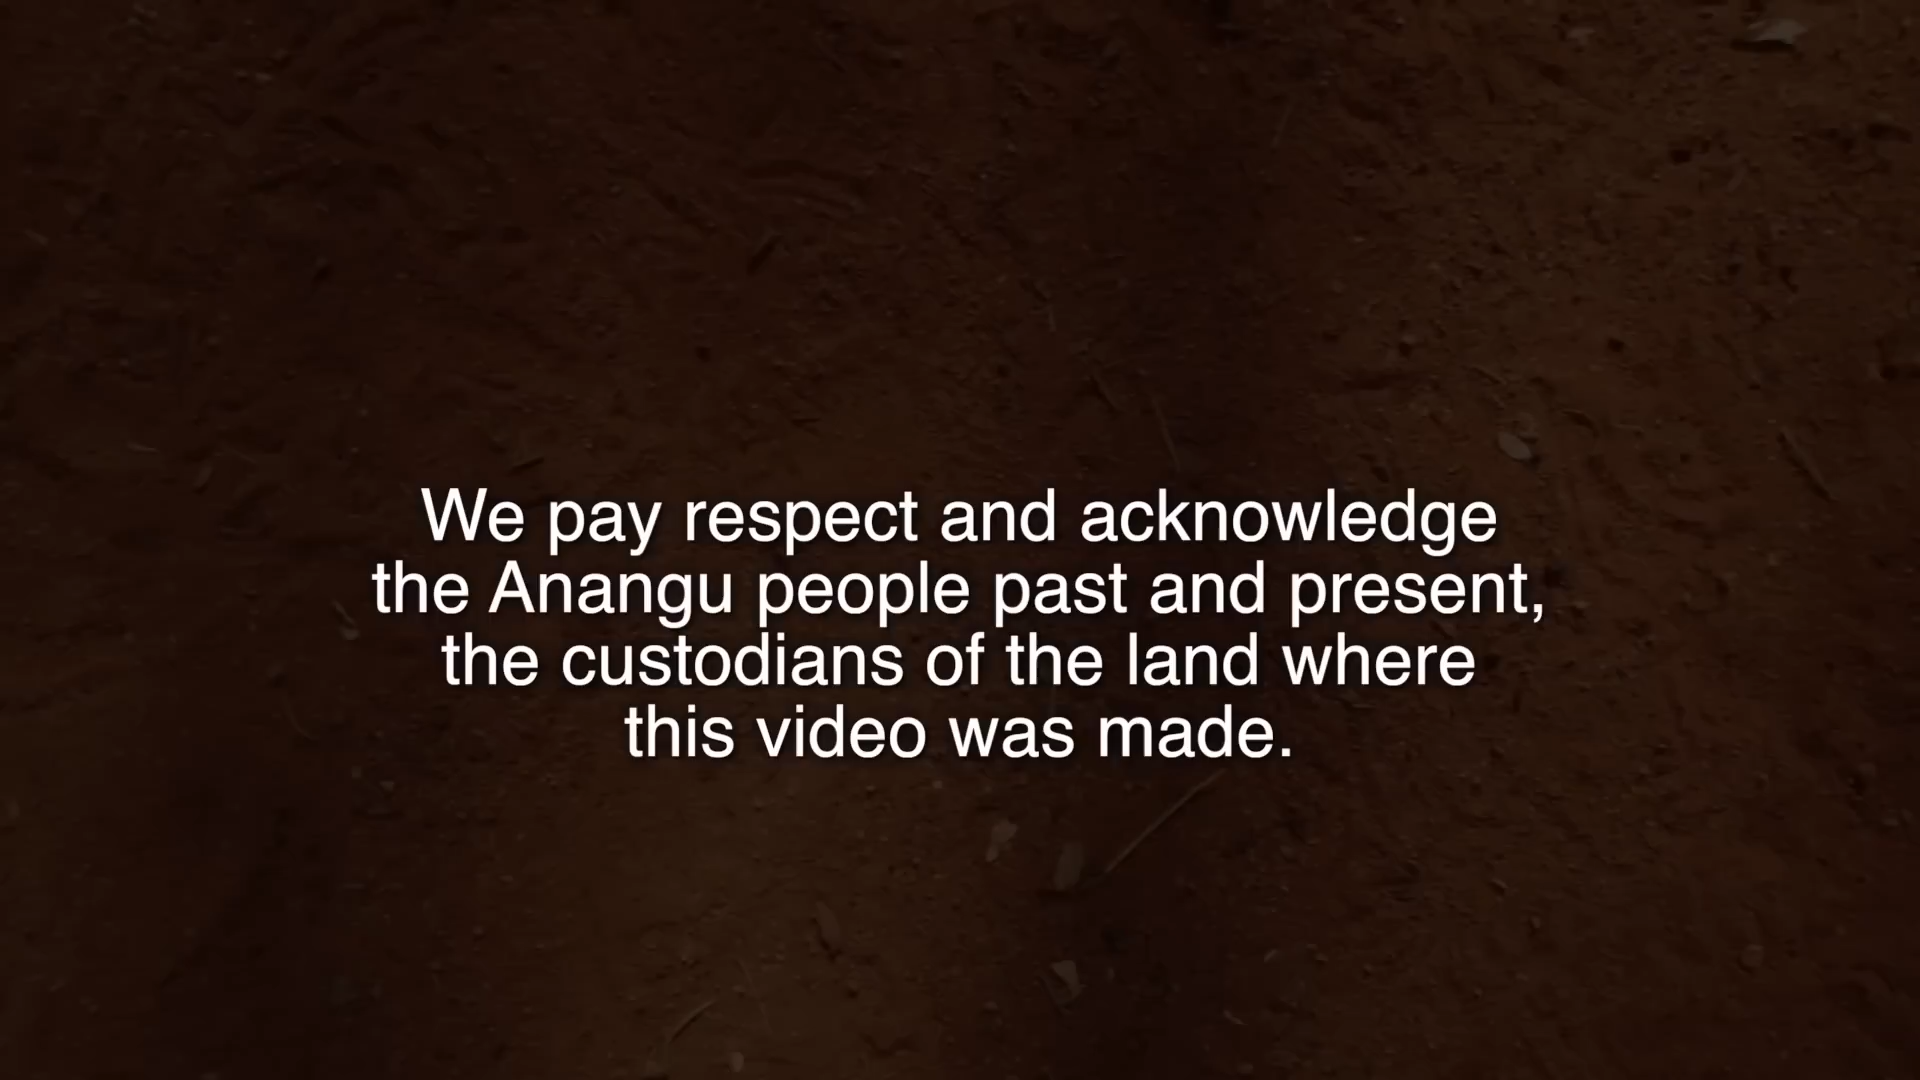 We pay respect and acknowledge
the Anangu people past and present,
the custodians of the land where
this video was made.